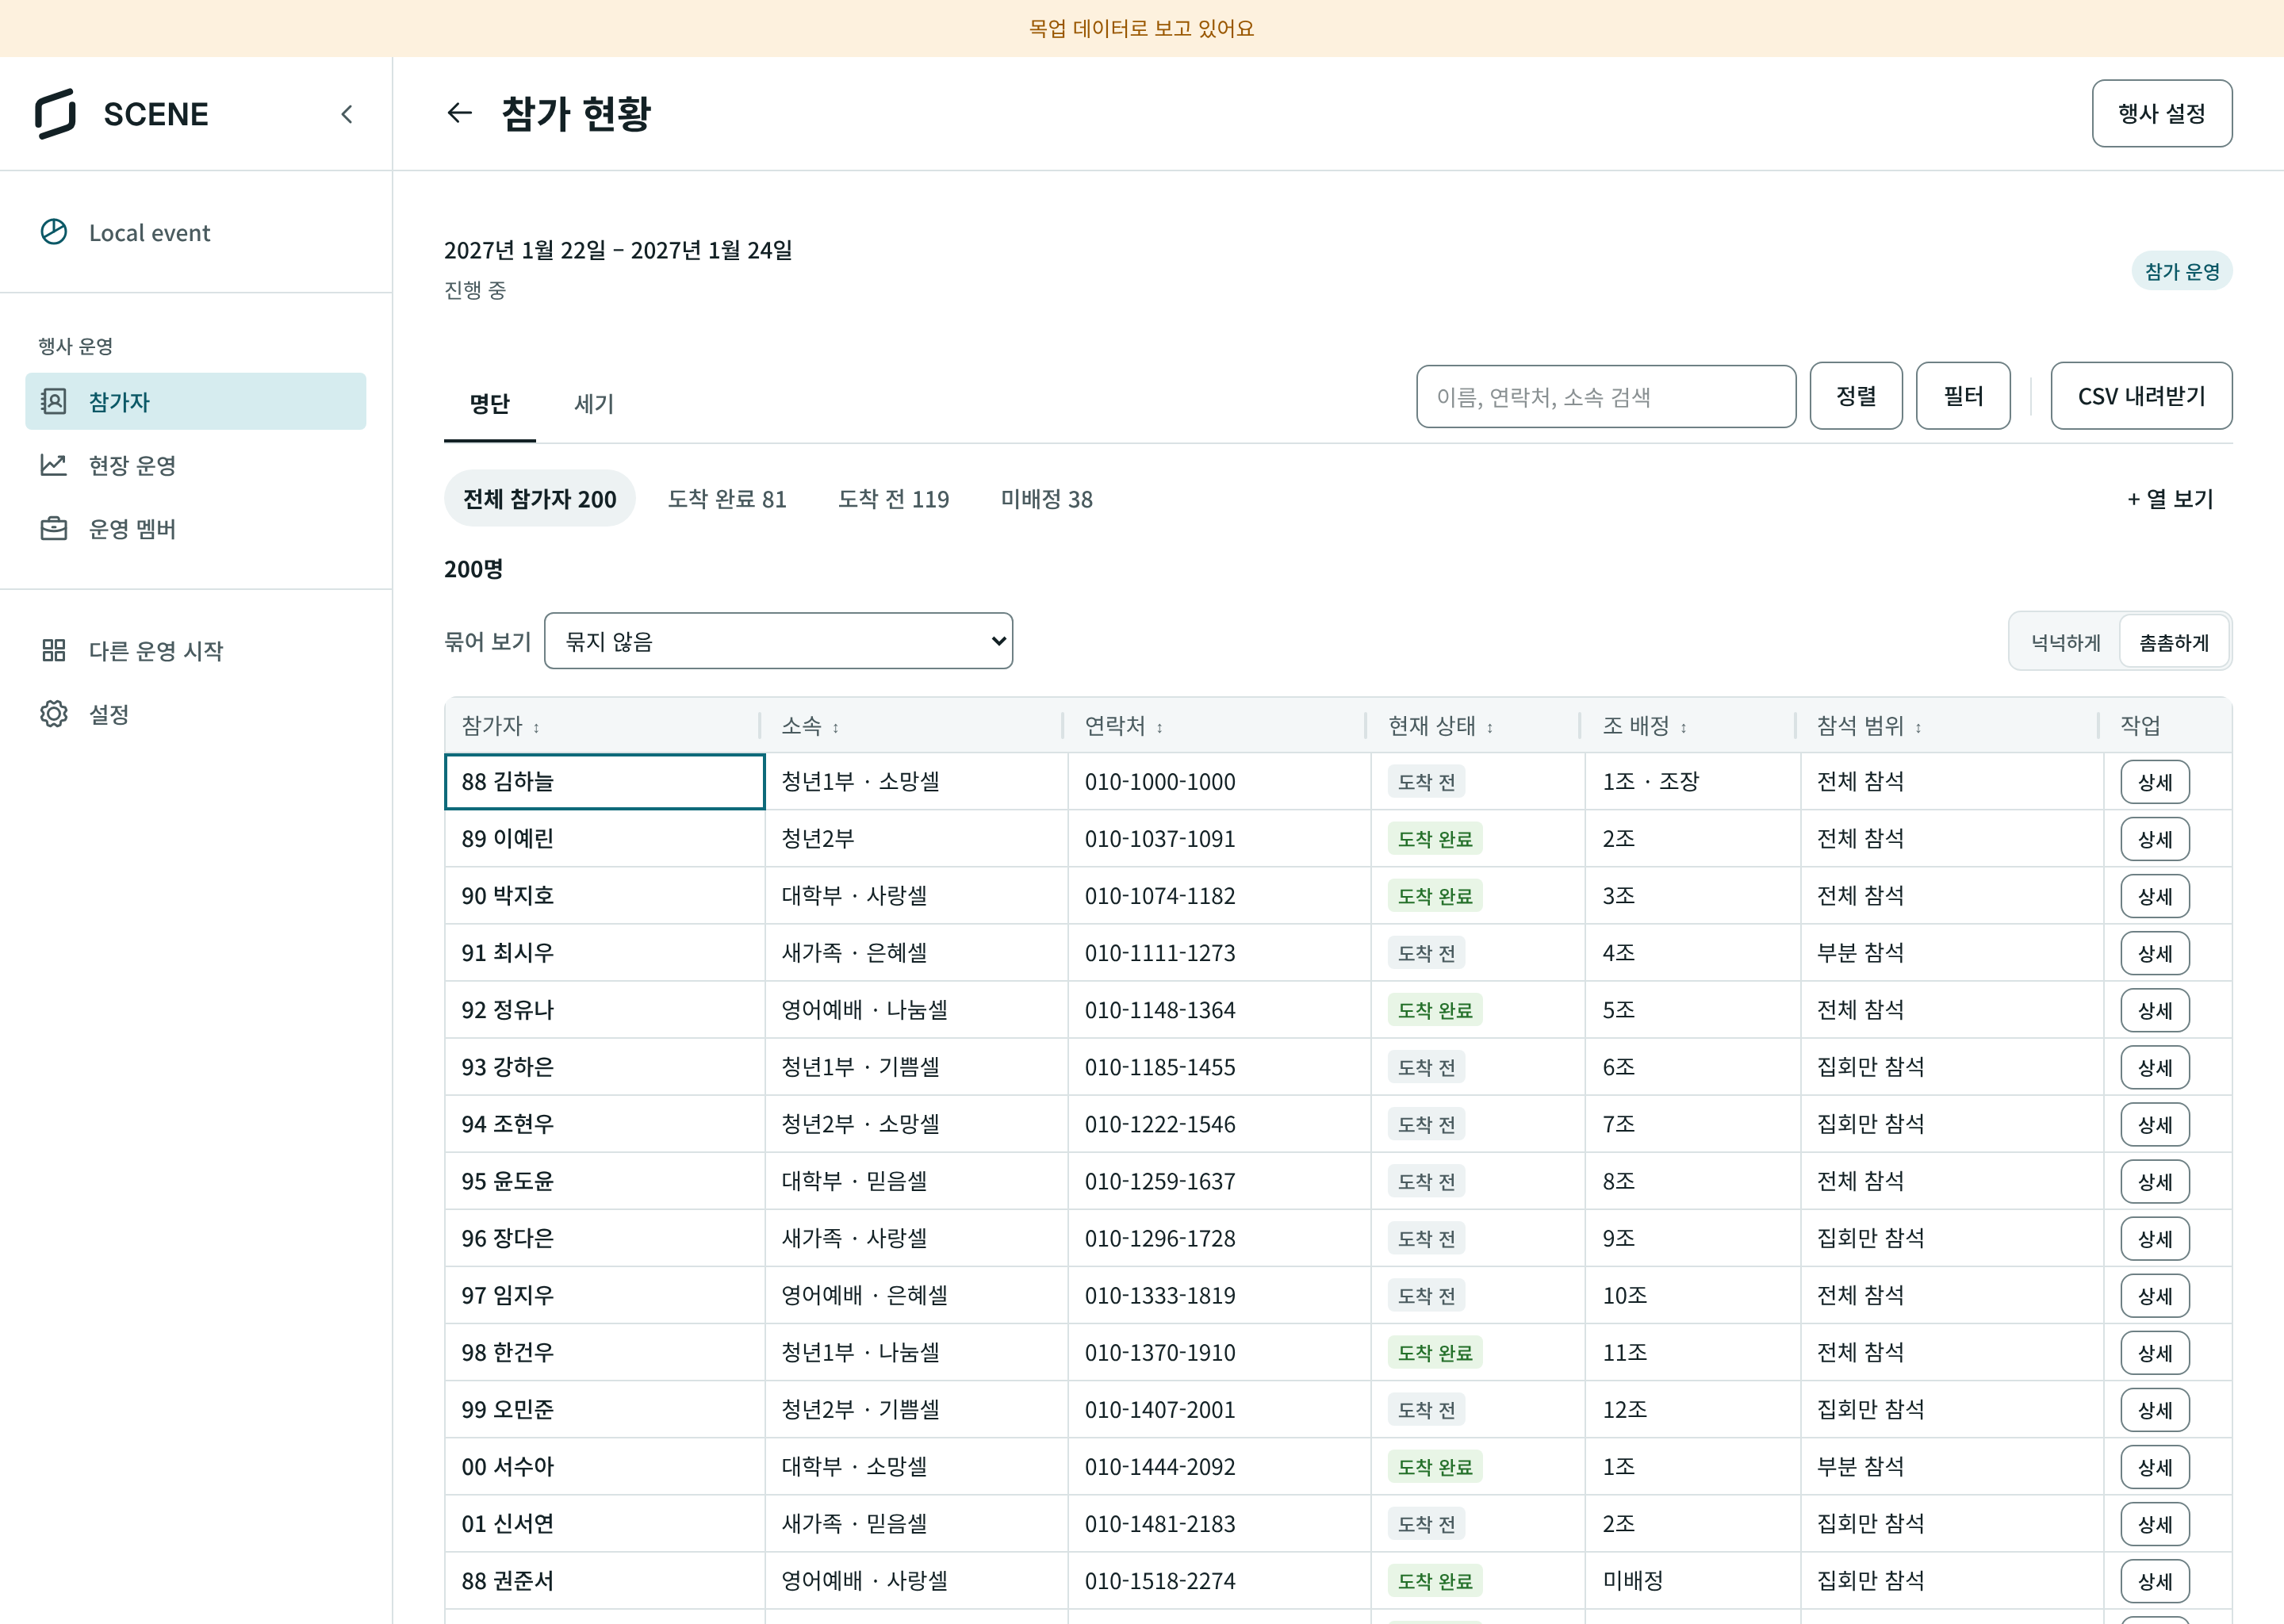 목업 데이터로 보고 있어요
SCENE
참가 현황
행사 설정
Local event
2027년 1월 22일 – 2027년 1월 24일
진행 중
참가 운영
행사 운영
참가자
현장 운영
운영 멤버
다른 운영 시작
설정
명단 세기
이름, 연락처, 소속 검색
정렬
필터
CSV 내려받기
전체 참가자 200 도착 완료 81 도착 전 119 미배정 38
+ 열 보기
200명
묶어 보기 묶지 않음
넉넉하게 촘촘하게
참가자 ↕ 소속 ↕ 연락처 ↕ 현재 상태 ↕ 조 배정 ↕ 참석 범위 ↕ 작업
88 김하늘 청년1부 · 소망셀 010-1000-1000 도착 전 1조 · 조장 전체 참석 상세
89 이예린 청년2부 010-1037-1091 도착 완료 2조 전체 참석 상세
90 박지호 대학부 · 사랑셀 010-1074-1182 도착 완료 3조 전체 참석 상세
91 최시우 새가족 · 은혜셀 010-1111-1273 도착 전 4조 부분 참석 상세
92 정유나 영어예배 · 나눔셀 010-1148-1364 도착 완료 5조 전체 참석 상세
93 강하은 청년1부 · 기쁨셀 010-1185-1455 도착 전 6조 집회만 참석 상세
94 조현우 청년2부 · 소망셀 010-1222-1546 도착 전 7조 집회만 참석 상세
95 윤도윤 대학부 · 믿음셀 010-1259-1637 도착 전 8조 전체 참석 상세
96 장다은 새가족 · 사랑셀 010-1296-1728 도착 전 9조 집회만 참석 상세
97 임지우 영어예배 · 은혜셀 010-1333-1819 도착 전 10조 전체 참석 상세
98 한건우 청년1부 · 나눔셀 010-1370-1910 도착 완료 11조 전체 참석 상세
99 오민준 청년2부 · 기쁨셀 010-1407-2001 도착 전 12조 집회만 참석 상세
00 서수아 대학부 · 소망셀 010-1444-2092 도착 완료 1조 부분 참석 상세
01 신서연 새가족 · 믿음셀 010-1481-2183 도착 전 2조 집회만 참석 상세
88 권준서 영어예배 · 사랑셀 010-1518-2274 도착 완료 미배정 집회만 참석 상세